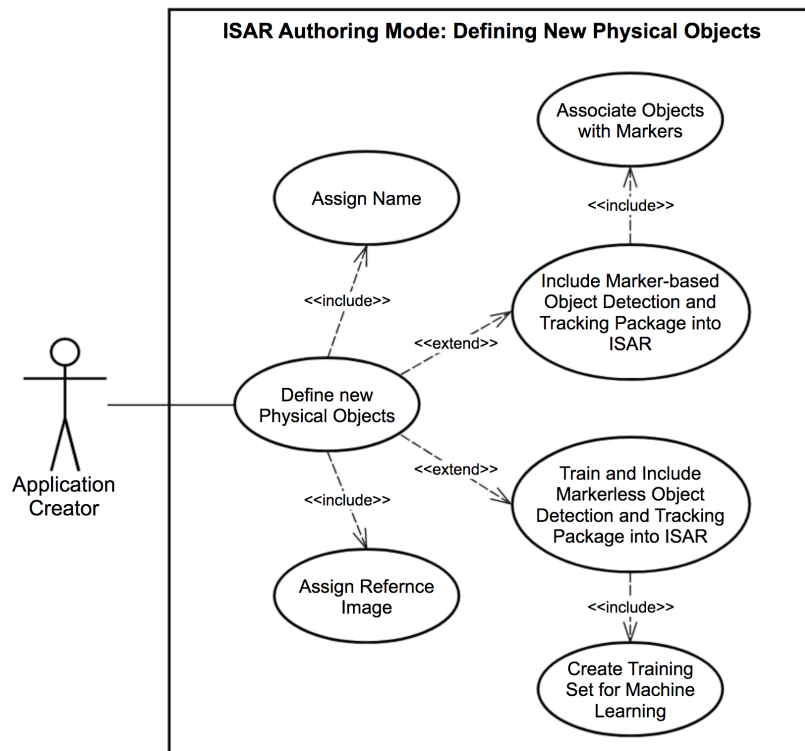 ISAR Authoring Mode: Defining New Physical Objects
Associate Objects
with Markers
Assign Name
<<include>>
Include Marker-based
Object Detection and
Tracking Package into
ISAR
<<include>>
<<extend>>
Define new
Physical Objects
Application
Creator
<<extend>>
Train and Include
Markerless Object
Detection and Tracking
Package into ISAR
<<include>>
Assign Refernce
Image
<<include>>
Create Training
Set for Machine
Learning